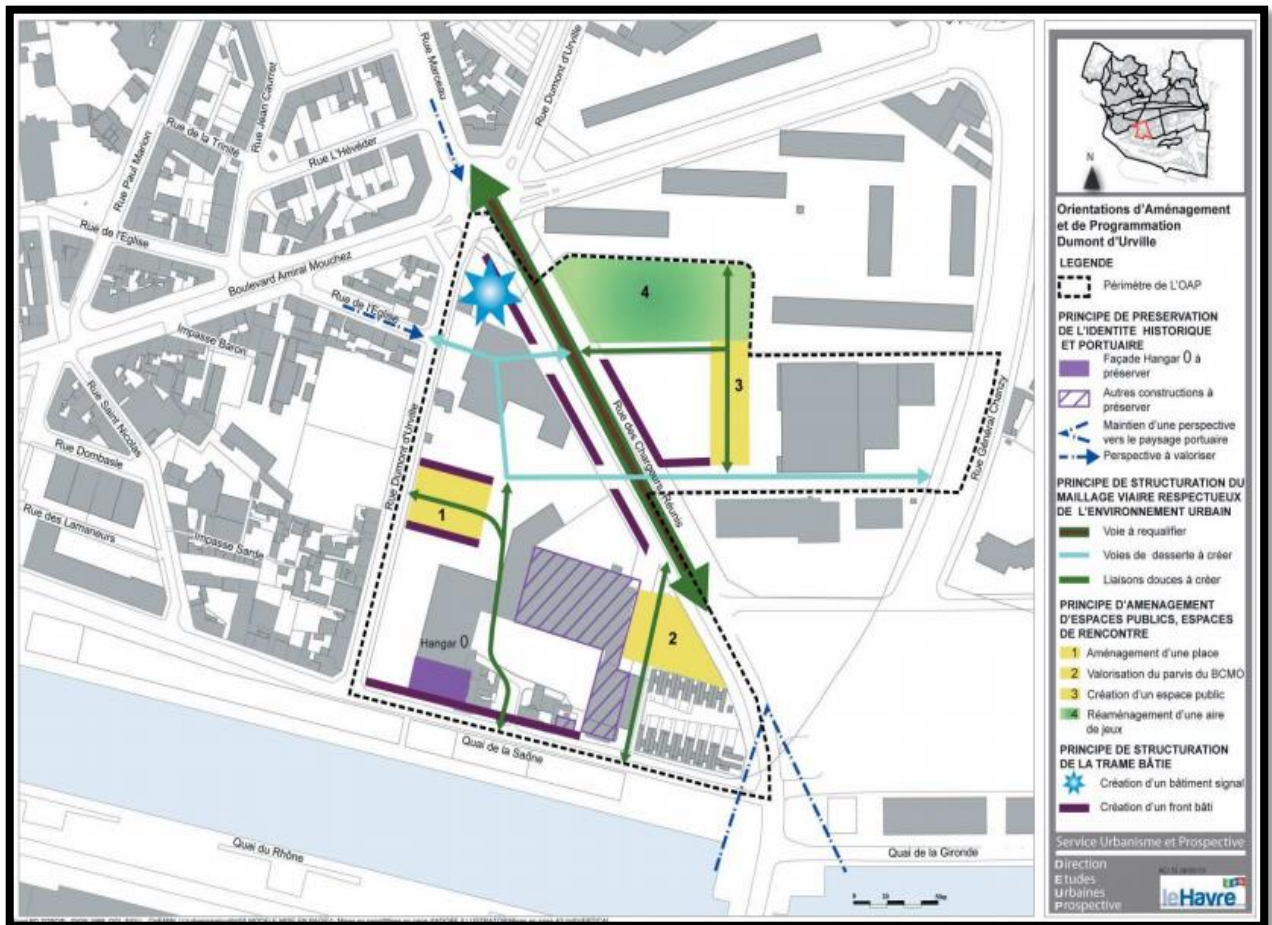 Rue Marceau
Rue Dumont d'Urville
Rue Jean Caurret
Rue de la Trinité
Rue L'Hévéder
Rue Paul Marion
Rue de l'Eglise
Boulevard Amiral Mouchez
Rue de l'Eglise
Impasse Baron
Rue Saint Nicolas
Rue Dombasle
Rue des Lamaneurs
Impasse Sarde
Rue Dumont d'Urville
Rue des Chargeurs Réunis
Rue Général Chanzy
4
3
1
2
Hangar 0
Quai de la Saône
Quai du Rhône
Quai de la Gironde
N
Orientations d'Aménagement
et de Programmation
Dumont d'Urville
LEGENDE
Périmètre de L'OAP
PRINCIPE DE PRESERVATION
DE L'IDENTITE HISTORIQUE
ET PORTUAIRE
Façade Hangar 0 à
préserver
Autres constructions à
préserver
Maintien d'une perspective
vers le paysage portuaire
Perspective à valoriser
PRINCIPE DE STRUCTURATION DU
MAILLAGE VIAIRE RESPECTUEUX
DE L'ENVIRONNEMENT URBAIN
Voie à requalifier
Voies de desserte à créer
Liaisons douces à créer
PRINCIPE D'AMENAGEMENT
D'ESPACES PUBLICS, ESPACES
DE RENCONTRE
1 Aménagement d'une place
2 Valorisation du parvis du BCMO
3 Création d'un espace public
4 Réaménagement d'une aire
de jeux
PRINCIPE DE STRUCTURATION
DE LA TRAME BÂTIE
Création d'un bâtiment signal
Création d'un front bâti
Service Urbanisme et Prospective
Direction
Etudes
Urbaines
Prospective
leHavre